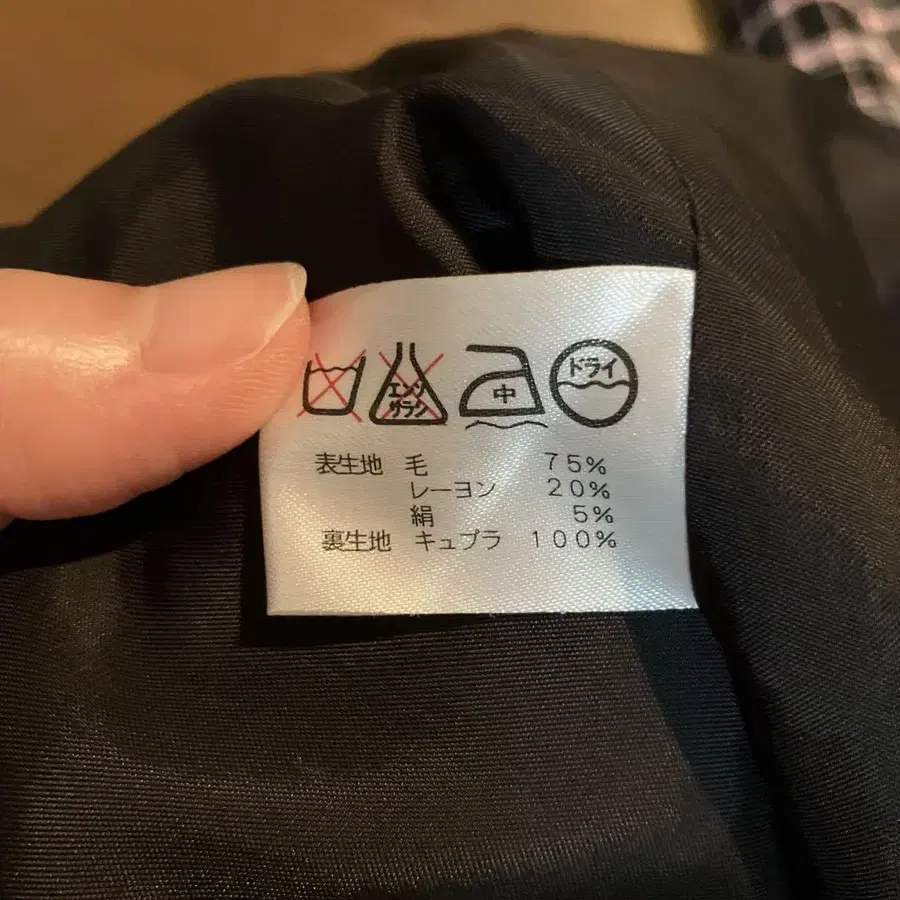 エンソ
サラシ
中
ドライ
表生地 毛 75%
レーヨン 20%
絹 5%
裏生地 キュプラ 100%